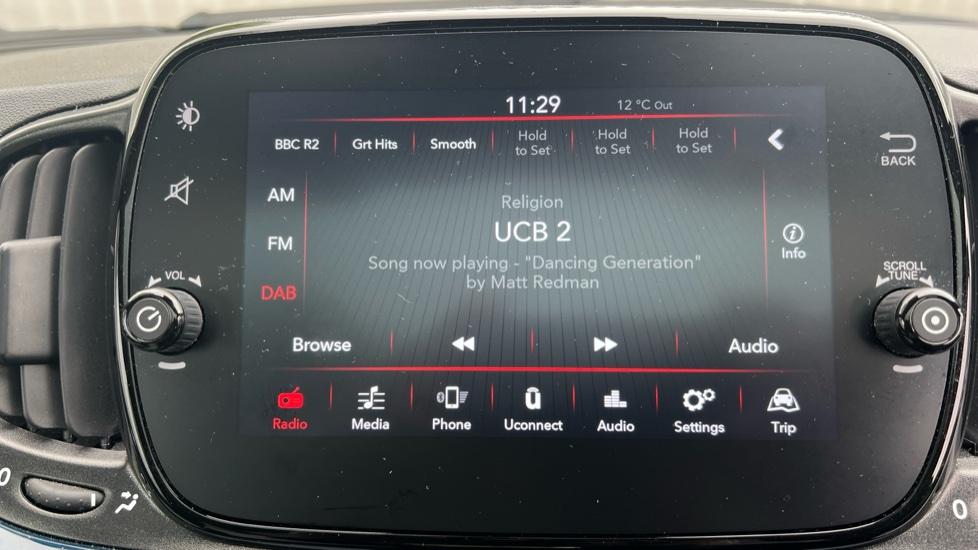 11:29 12 °C Out
BBC R2 Grt Hits Smooth Hold to Set Hold to Set Hold to Set
BACK
AM
Religion
UCB 2
FM
Info
Song now playing - "Dancing Generation"
by Matt Redman
VOL
SCROLL
TUNE
DAB
Browse Audio
Radio Media Phone Uconnect Audio Settings Trip
0
0